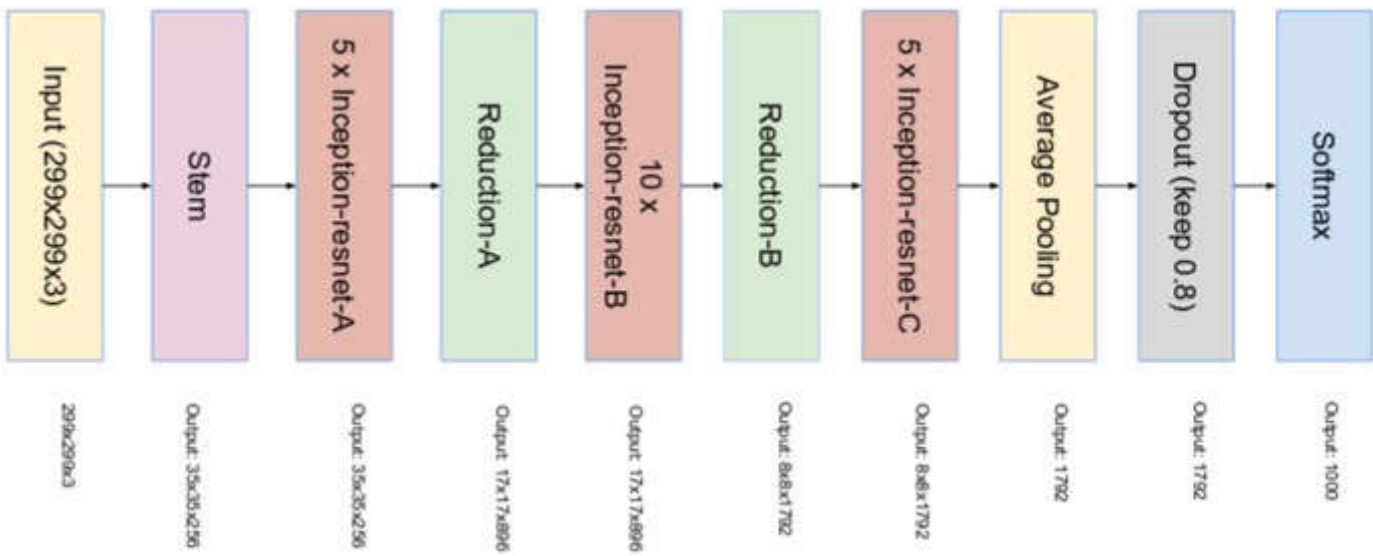 Input (299x299x3)
Stem
5 x Inception-resnet-A
Reduction-A
10 x
Inception-resnet-B
Reduction-B
5 x Inception-resnet-C
Average Pooling
Dropout (keep 0.8)
Softmax
299x299x3
Output: 35x35x256
Output: 35x35x256
Output: 17x17x896
Output: 17x17x896
Output: 8x8x1792
Output: 8x8x1792
Output: 1792
Output: 1792
Output: 1000